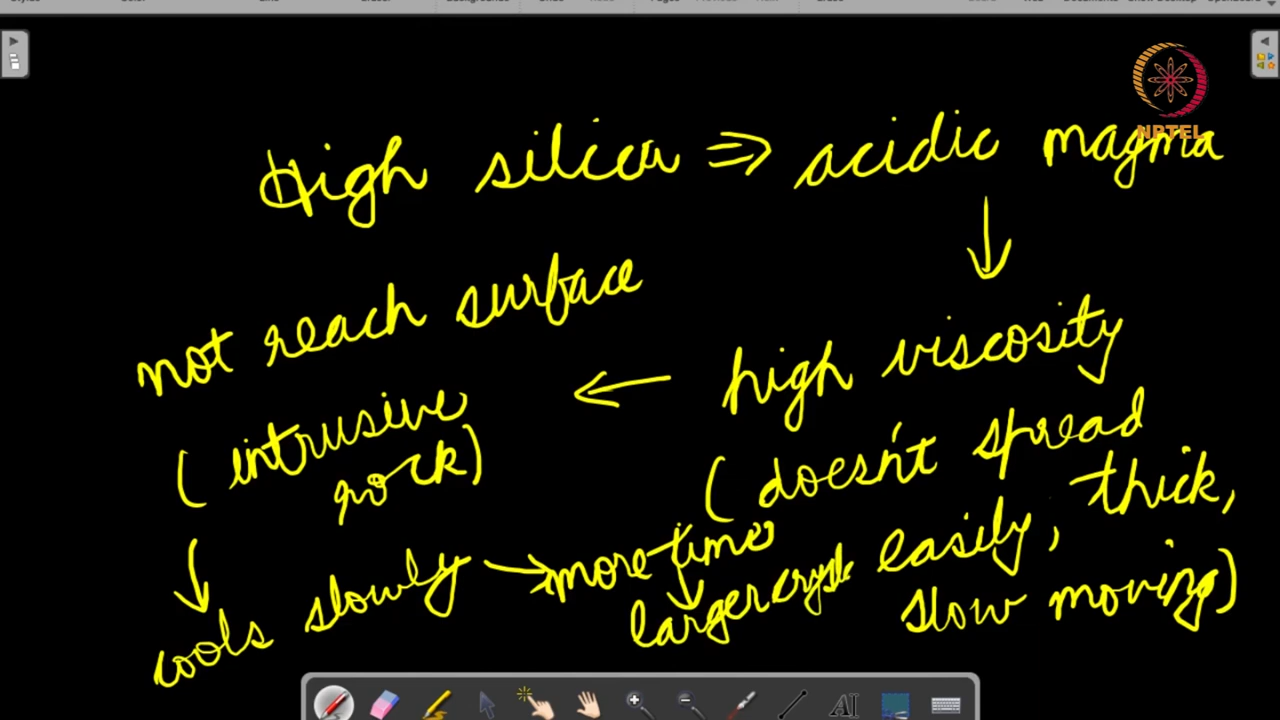 NPTEL
High silica ⇒ acidic magma
↓
not reach surface ← high viscosity
(intrusive rock)
(doesn't spread easily, thick, slow moving)
↓
cools slowly → more time
↓
larger